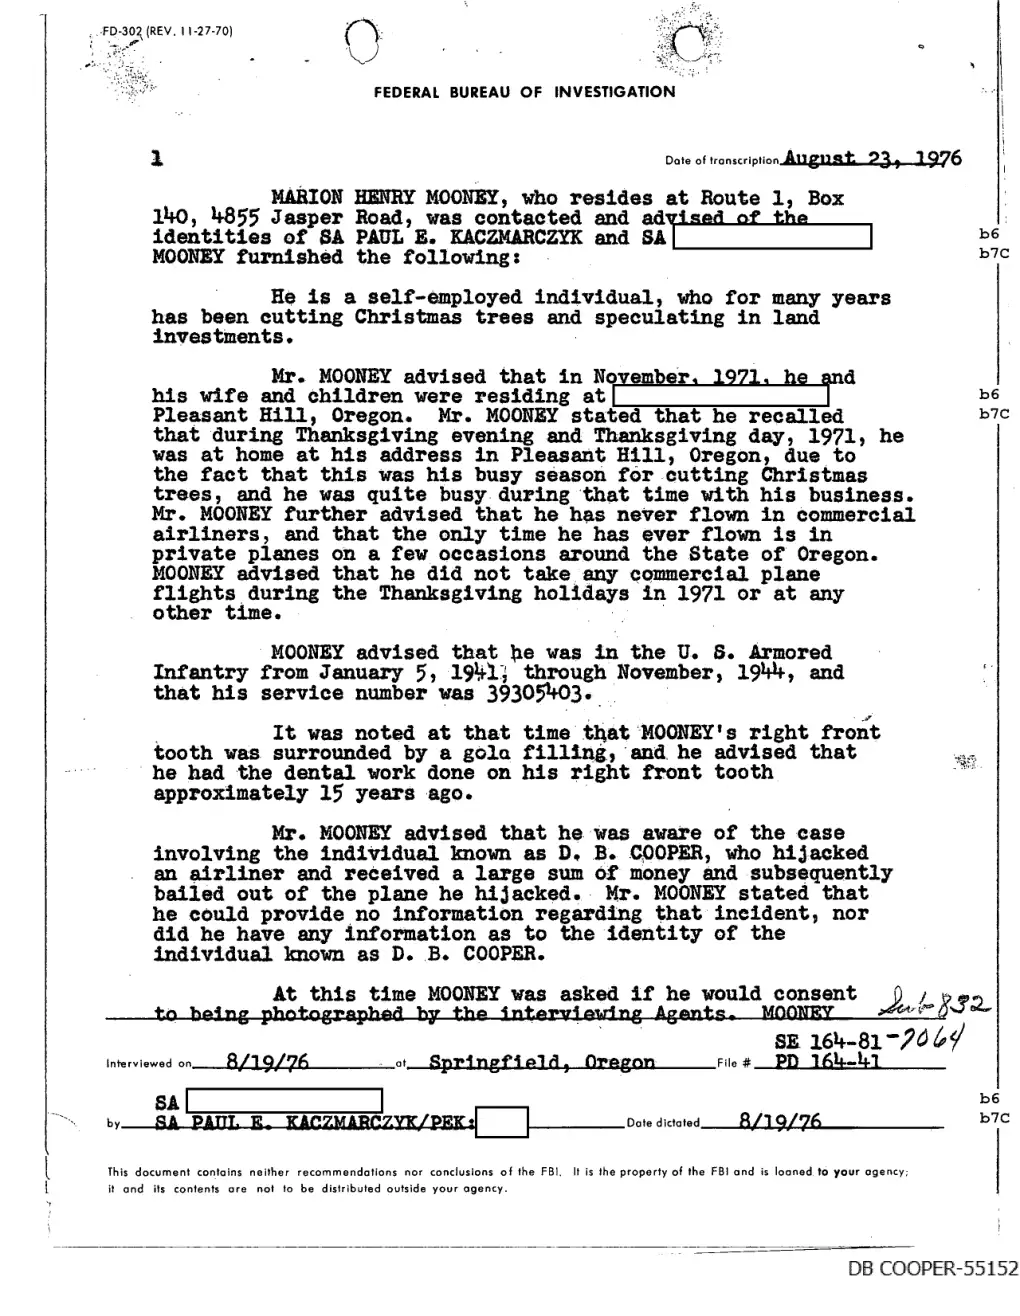 FD-302 (REV. 11-27-70)
FEDERAL BUREAU OF INVESTIGATION
1
Date of transcription August 23, 1976
MARION HENRY MOONEY, who resides at Route 1, Box
140, 4855 Jasper Road, was contacted and advised of the
identities of SA PAUL E. KACZMARCZYK and SA
b6
MOONEY furnished the following:
b7C
He is a self-employed individual, who for many years
has been cutting Christmas trees and speculating in land
investments.
Mr. MOONEY advised that in November, 1971, he and
his wife and children were residing at
b6
Pleasant Hill, Oregon. Mr. MOONEY stated that he recalled
b7C
that during Thanksgiving evening and Thanksgiving day, 1971, he
was at home at his address in Pleasant Hill, Oregon, due to
the fact that this was his busy season for cutting Christmas
trees, and he was quite busy during that time with his business.
Mr. MOONEY further advised that he has never flown in commercial
airliners, and that the only time he has ever flown is in
private planes on a few occasions around the State of Oregon.
MOONEY advised that he did not take any commercial plane
flights during the Thanksgiving holidays in 1971 or at any
other time.
MOONEY advised that he was in the U. S. Armored
Infantry from January 5, 1941, through November, 1944, and
that his service number was 39305403.
It was noted at that time that MOONEY's right front
tooth was surrounded by a gold filling, and he advised that
he had the dental work done on his right front tooth
approximately 15 years ago.
Mr. MOONEY advised that he was aware of the case
involving the individual known as D. B. COOPER, who hijacked
an airliner and received a large sum of money and subsequently
bailed out of the plane he hijacked. Mr. MOONEY stated that
he could provide no information regarding that incident, nor
did he have any information as to the identity of the
individual known as D. B. COOPER.
At this time MOONEY was asked if he would consent
to being photographed by the interviewing Agents. MOONEY
Sub-832
SE 164-81-7064
Interviewed on 8/19/76 at Springfield, Oregon File # PD 164-41
SA
b6
by SA PAUL E. KACZMARCZYK/PEK: Date dictated 8/19/76
b7C
This document contains neither recommendations nor conclusions of the FBI. It is the property of the FBI and is loaned to your agency;
it and its contents are not to be distributed outside your agency.
DB COOPER-55152